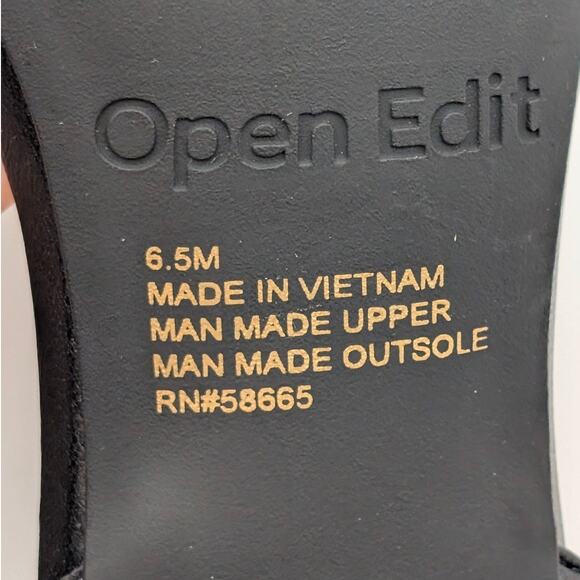 Open Edit
6.5M
MADE IN VIETNAM
MAN MADE UPPER
MAN MADE OUTSOLE
RN#58665